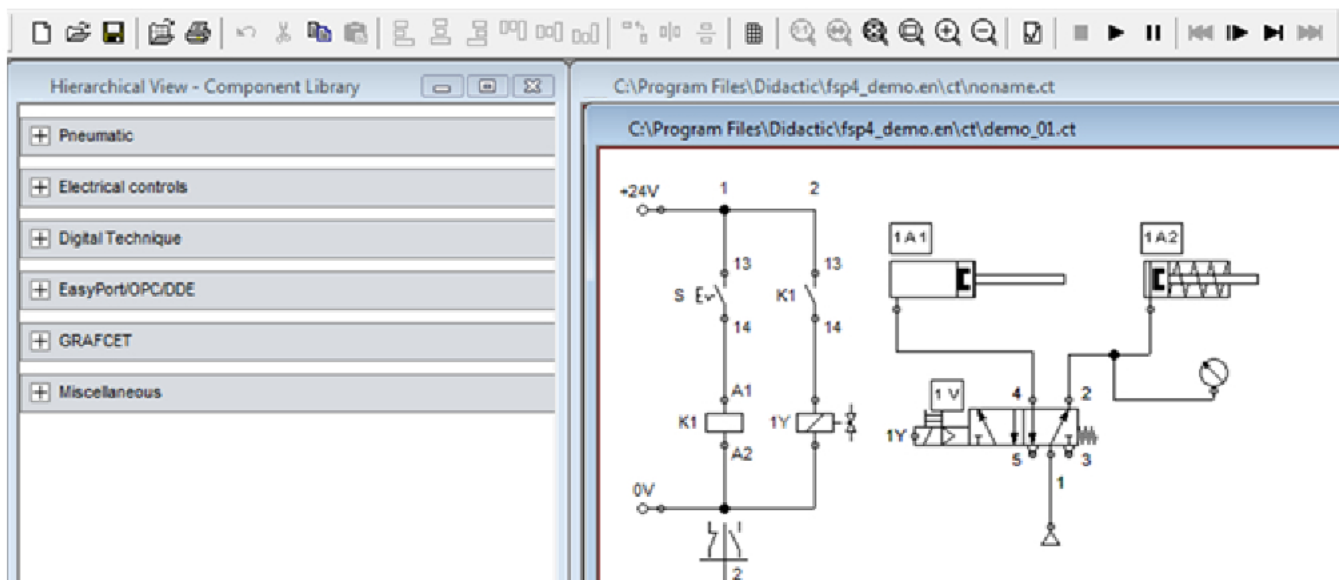 Hierarchical View - Component Library
C:\Program Files\Didactic\fsp4_demo.en\ct\noname.ct
C:\Program Files\Didactic\fsp4_demo.en\ct\demo_01.ct
Pneumatic
Electrical controls
Digital Technique
EasyPort/OPC/DDE
GRAFCET
Miscellaneous
+24V 1 2
1A1 1A2
13 13
S K1
14 14
A1
1V 4 2
K1 1Y
1Y
A2
5 3
1
0V
2